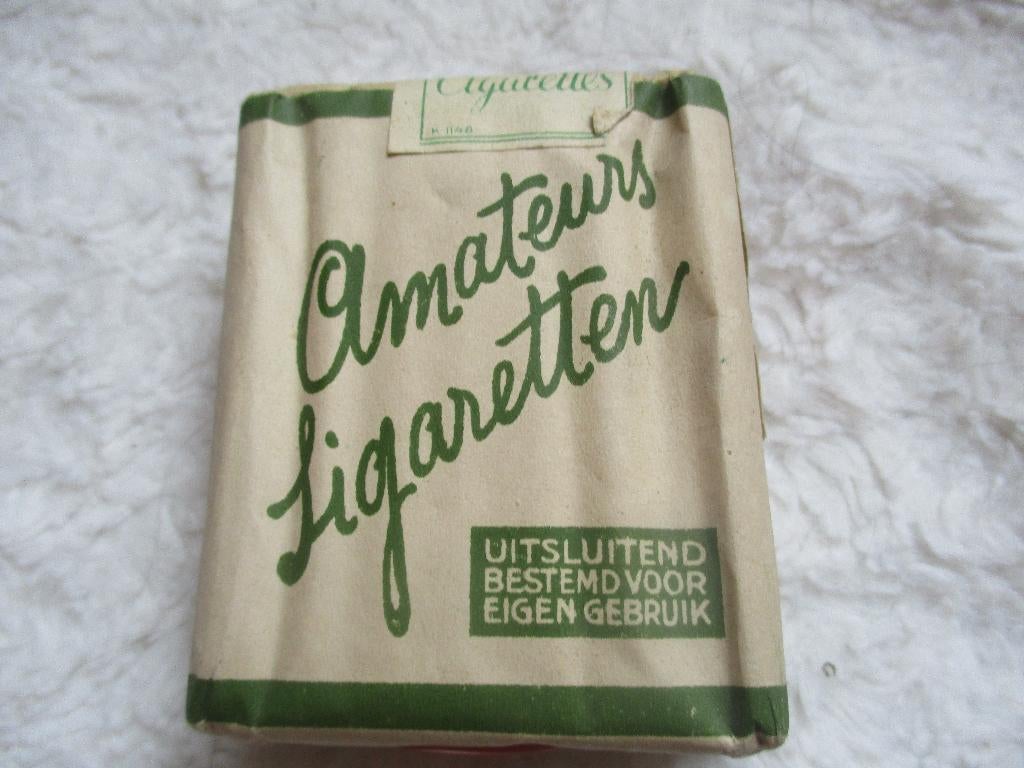 Cigarettes
K 1148
Amateurs
Sigaretten
UITSLUITEND
BESTEMD VOOR
EIGEN GEBRUIK